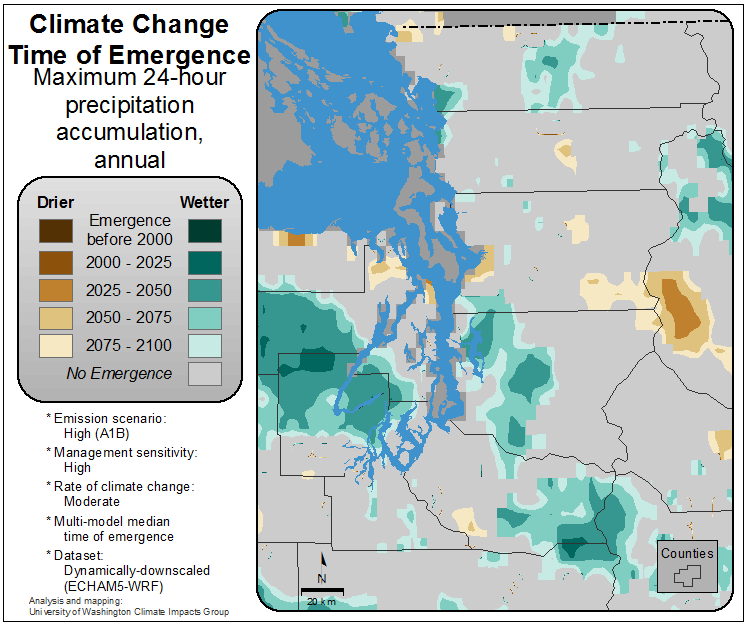 Climate Change
Time of Emergence
Maximum 24-hour
precipitation
accumulation,
annual
Drier
Wetter
Emergence
before 2000
2000 - 2025
2025 - 2050
2050 - 2075
2075 - 2100
No Emergence
* Emission scenario:
High (A1B)
* Management sensitivity:
High
* Rate of climate change:
Moderate
* Multi-model median
time of emergence
* Dataset:
Dynamically-downscaled
(ECHAM5-WRF)
Analysis and mapping:
University of Washington Climate Impacts Group
N
20 km
Counties